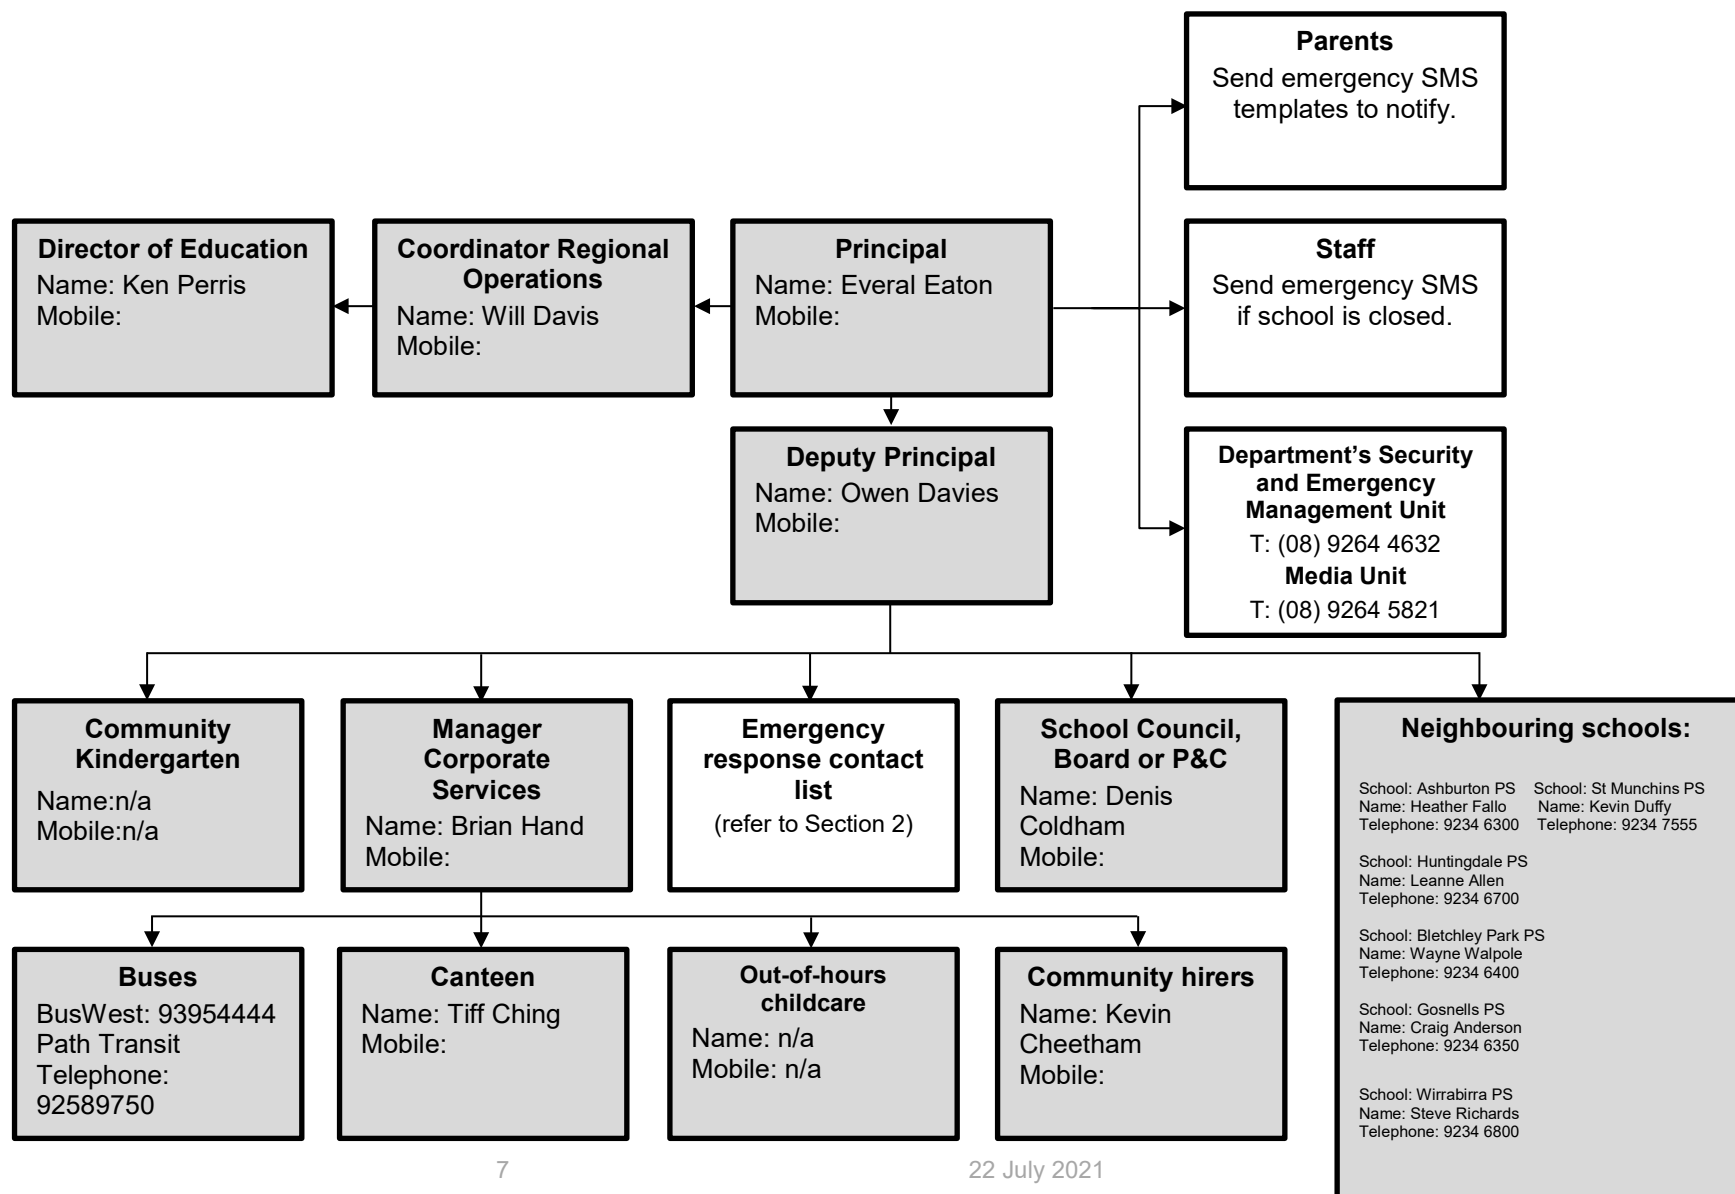 Parents
Send emergency SMS
templates to notify.
Director of Education
Name: Ken Perris
Mobile:
Coordinator Regional
Operations
Name: Will Davis
Mobile:
Principal
Name: Everal Eaton
Mobile:
Staff
Send emergency SMS
if school is closed.
Deputy Principal
Name: Owen Davies
Mobile:
Department’s Security
and Emergency
Management Unit
T: (08) 9264 4632
Media Unit
T: (08) 9264 5821
Community
Kindergarten
Name:n/a
Mobile:n/a
Manager
Corporate
Services
Name: Brian Hand
Mobile:
Emergency
response contact
list
(refer to Section 2)
School Council,
Board or P&C
Name: Denis
Coldham
Mobile:
Neighbouring schools:
School: Ashburton PS School: St Munchins PS
Name: Heather Fallo Name: Kevin Duffy
Telephone: 9234 6300 Telephone: 9234 7555
School: Huntingdale PS
Name: Leanne Allen
Telephone: 9234 6700
School: Bletchley Park PS
Name: Wayne Walpole
Telephone: 9234 6400
School: Gosnells PS
Name: Craig Anderson
Telephone: 9234 6350
School: Wirrabirra PS
Name: Steve Richards
Telephone: 9234 6800
Buses
BusWest: 93954444
Path Transit
Telephone:
92589750
Canteen
Name: Tiff Ching
Mobile:
Out-of-hours
childcare
Name: n/a
Mobile: n/a
Community hirers
Name: Kevin
Cheetham
Mobile:
7
22 July 2021